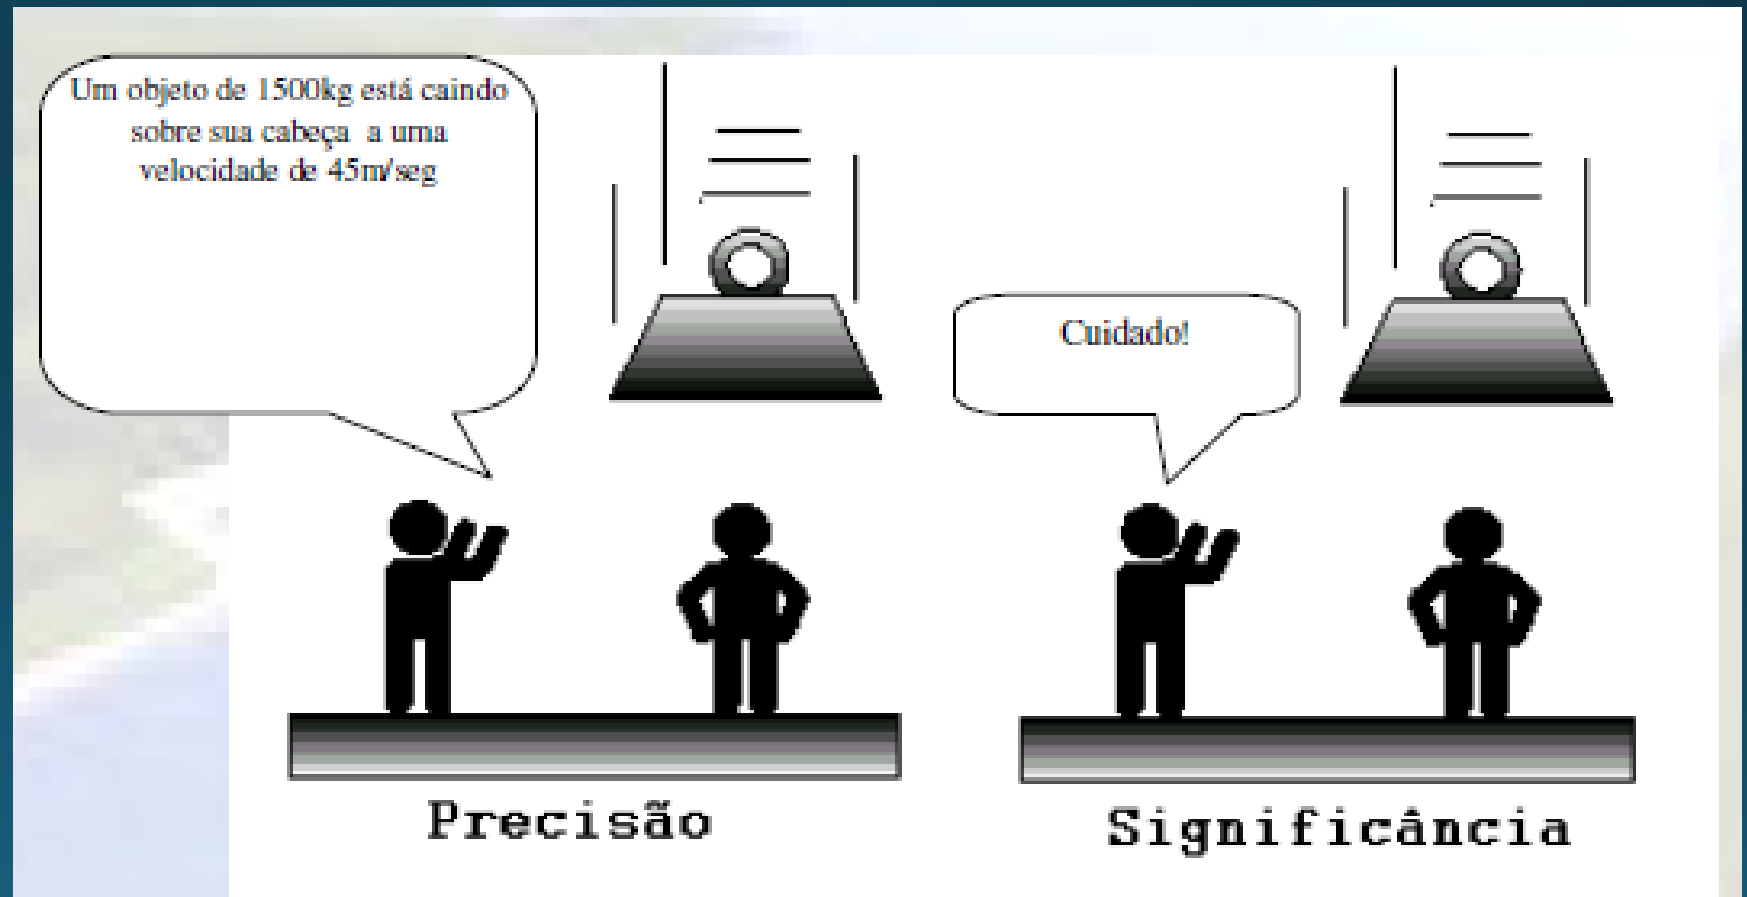 Um objeto de 1500kg está caindo
sobre sua cabeça a uma
velocidade de 45m/seg
Cuidado!
Precisão
Significância